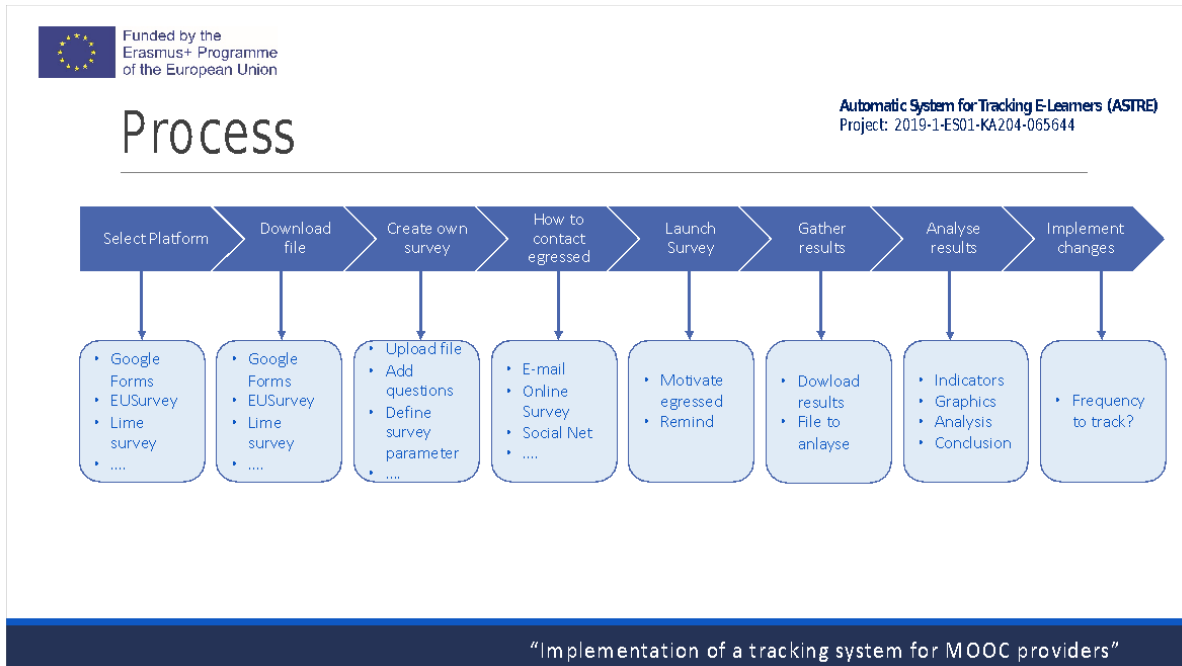 Funded by the
Erasmus+ Programme
of the European Union
Automatic System for Tracking E-Learners (ASTRE)
Project: 2019-1-ES01-KA204-065644
Process
Select Platform
Download
file
Create own
survey
How to
contact
egressed
Launch
Survey
Gather
results
Analyse
results
Implement
changes
• Google
Forms
• EUSurvey
• Lime
survey
• ....
• Google
Forms
• EUSurvey
• Lime
survey
• ....
• Upload file
• Add
questions
• Define
survey
parameter
• ....
• E-mail
• Online
Survey
• Social Net
• ....
• Motivate
egressed
• Remind
• Dowload
results
• File to
anlayse
• Indicators
• Graphics
• Analysis
• Conclusion
• Frequency
to track?
“Implementation of a tracking system for MOOC providers”